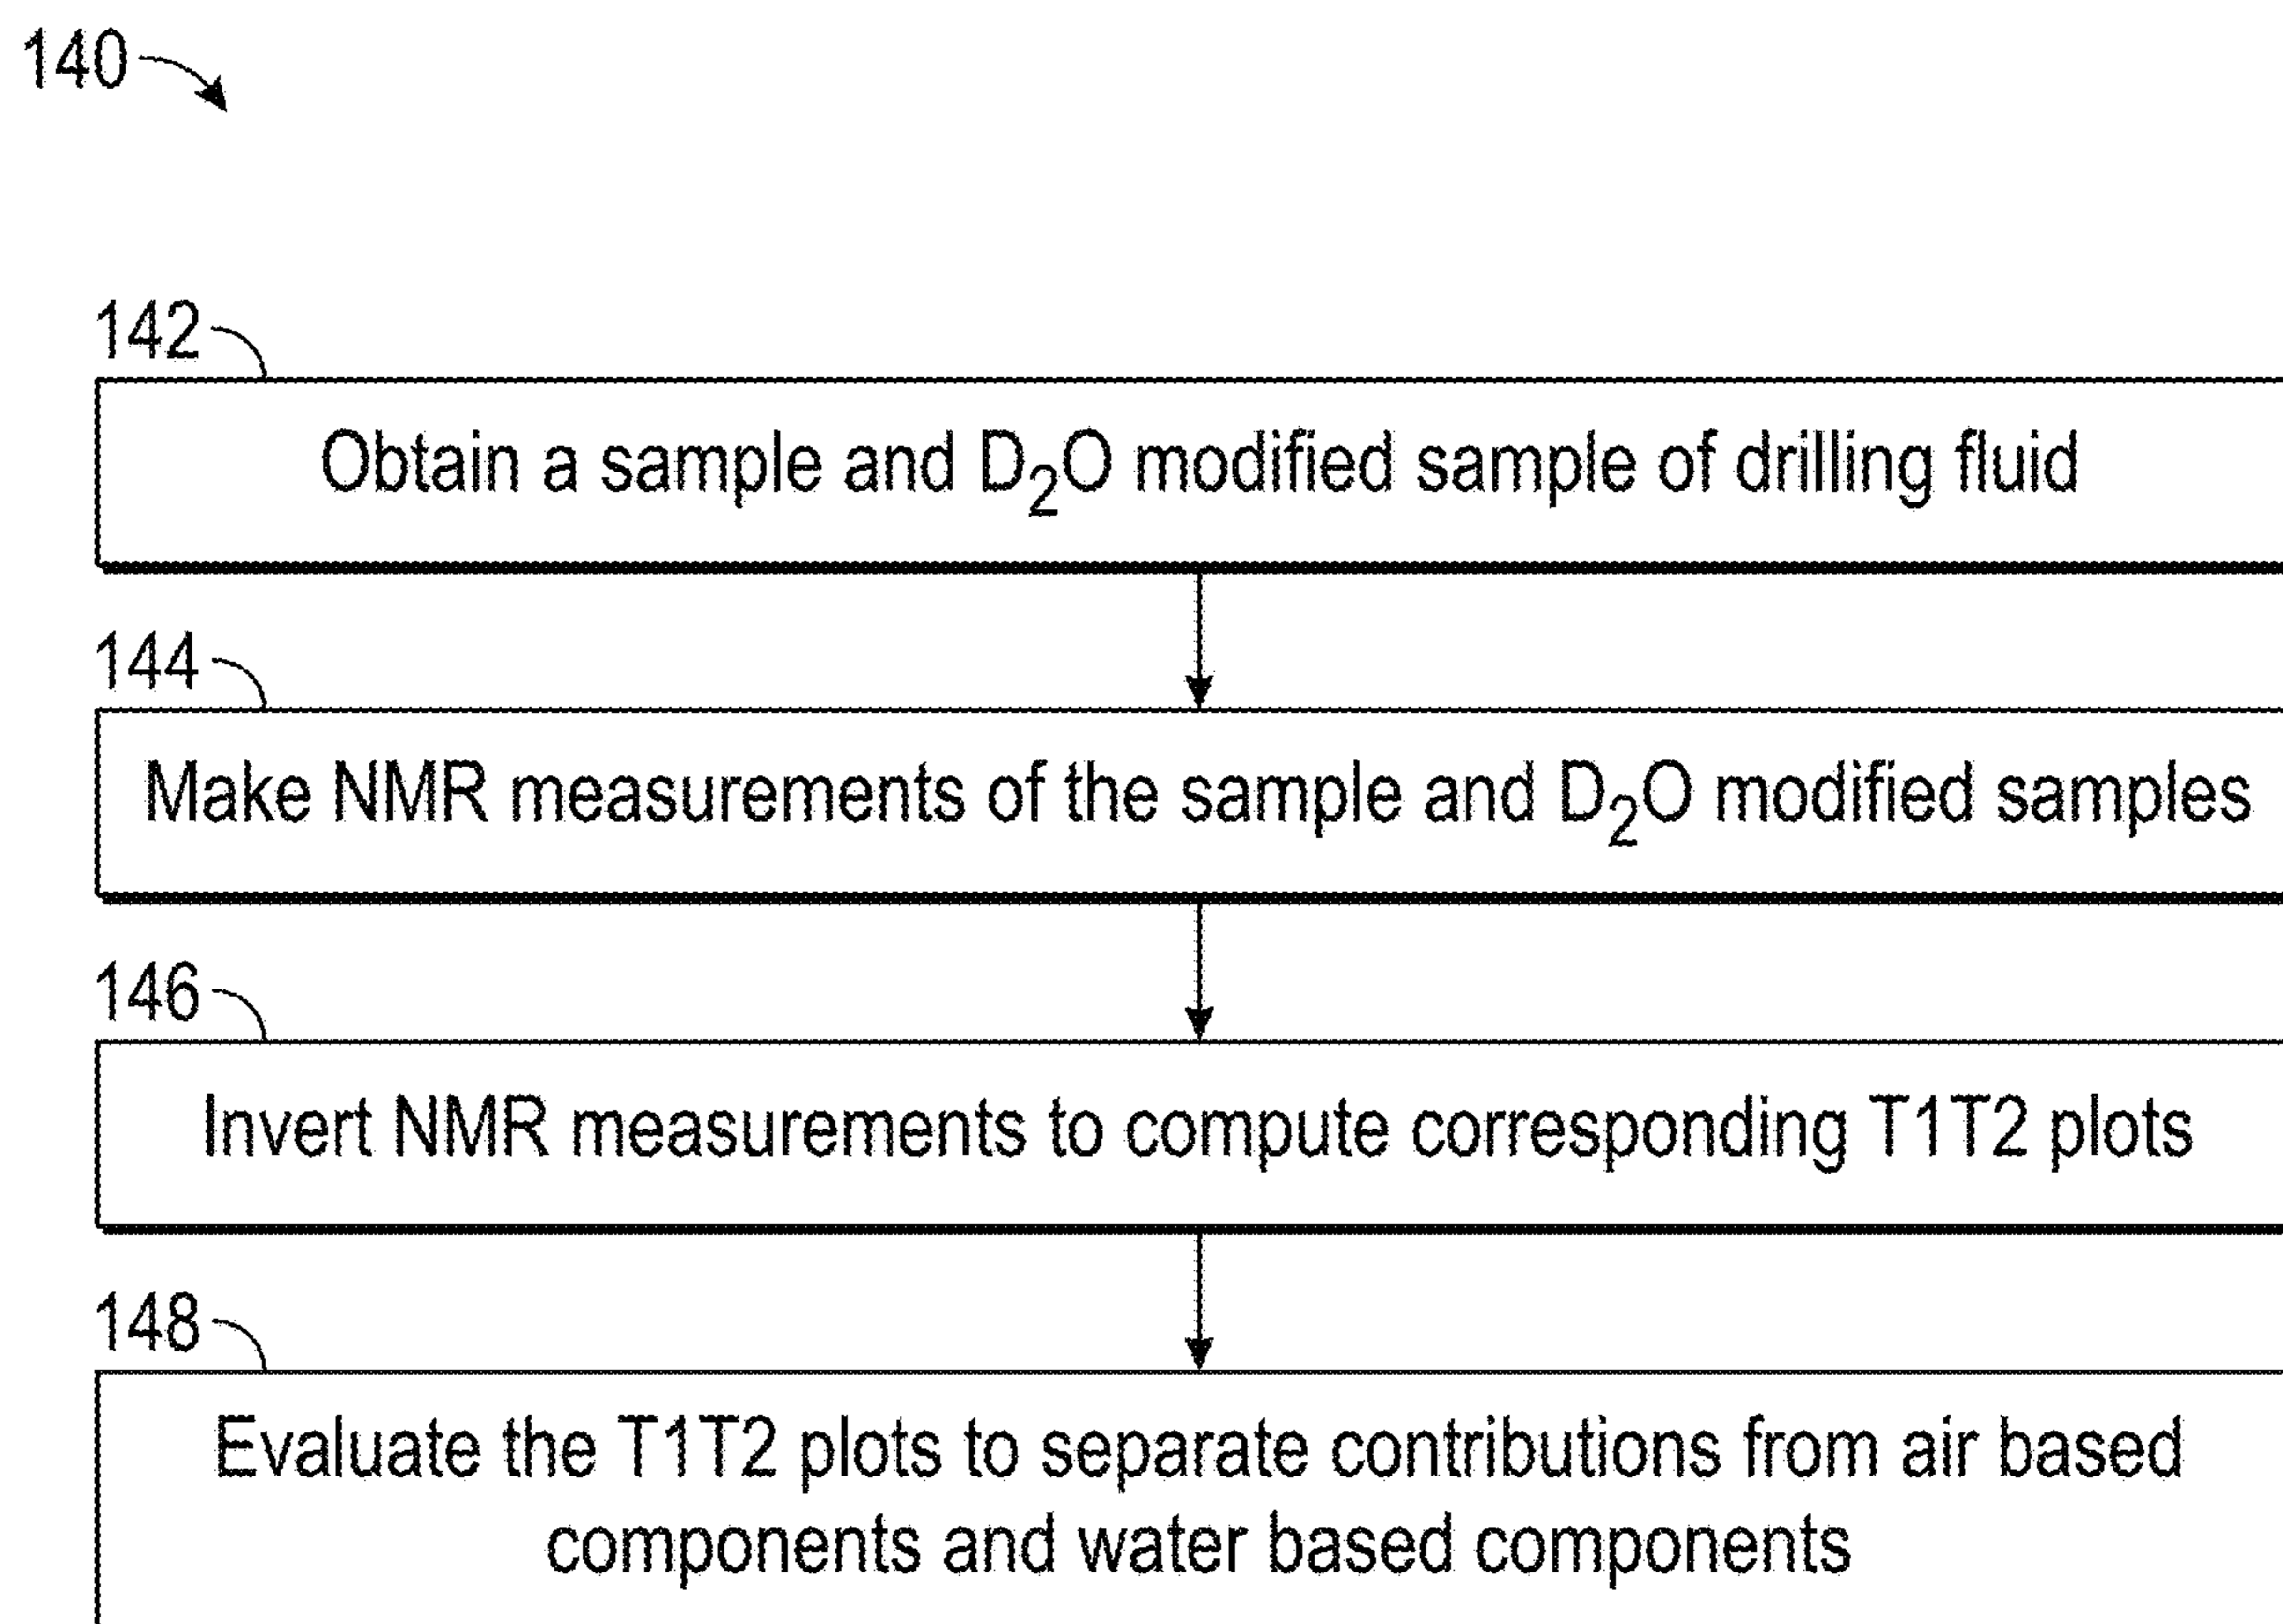 140
142
Obtain a sample and D₂O modified sample of drilling fluid
144
Make NMR measurements of the sample and D₂O modified samples
146
Invert NMR measurements to compute corresponding T1T2 plots
148
Evaluate the T1T2 plots to separate contributions from air based
components and water based components